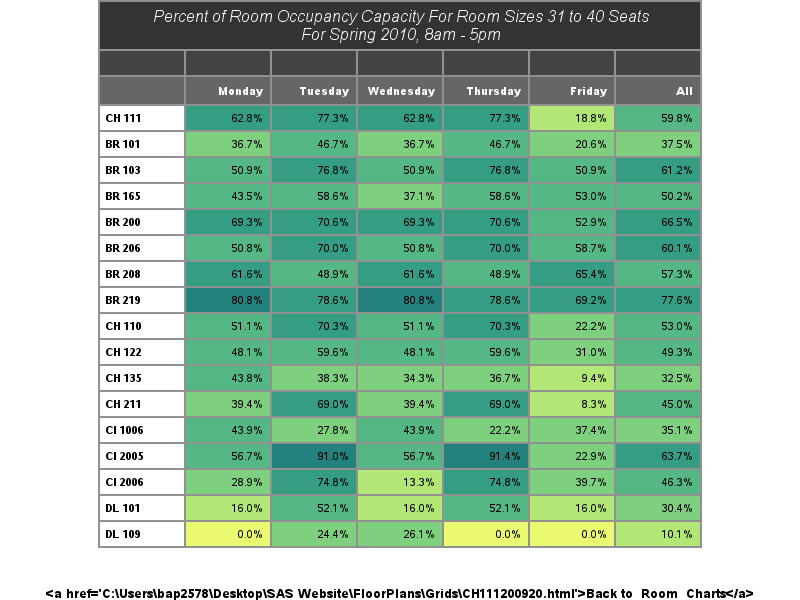 Percent of Room Occupancy Capacity For Room Sizes 31 to 40 Seats
For Spring 2010, 8am - 5pm
Monday Tuesday Wednesday Thursday Friday All
CH 111 62.8% 77.3% 62.8% 77.3% 18.8% 59.8%
BR 101 36.7% 46.7% 36.7% 46.7% 20.6% 37.5%
BR 103 50.9% 76.8% 50.9% 76.8% 50.9% 61.2%
BR 165 43.5% 58.6% 37.1% 58.6% 53.0% 50.2%
BR 200 69.3% 70.6% 69.3% 70.6% 52.9% 66.5%
BR 206 50.8% 70.0% 50.8% 70.0% 58.7% 60.1%
BR 208 61.6% 48.9% 61.6% 48.9% 65.4% 57.3%
BR 219 80.8% 78.6% 80.8% 78.6% 69.2% 77.6%
CH 110 51.1% 70.3% 51.1% 70.3% 22.2% 53.0%
CH 122 48.1% 59.6% 48.1% 59.6% 31.0% 49.3%
CH 135 43.8% 38.3% 34.3% 36.7% 9.4% 32.5%
CH 211 39.4% 69.0% 39.4% 69.0% 8.3% 45.0%
CI 1006 43.9% 27.8% 43.9% 22.2% 37.4% 35.1%
CI 2005 56.7% 91.0% 56.7% 91.4% 22.9% 63.7%
CI 2006 28.9% 74.8% 13.3% 74.8% 39.7% 46.3%
DL 101 16.0% 52.1% 16.0% 52.1% 16.0% 30.4%
DL 109 0.0% 24.4% 26.1% 0.0% 0.0% 10.1%
<a href='C:\Users\bap2578\Desktop\SAS Website\FloorPlans\Grids\CH111200920.html'>Back to Room Charts</a>